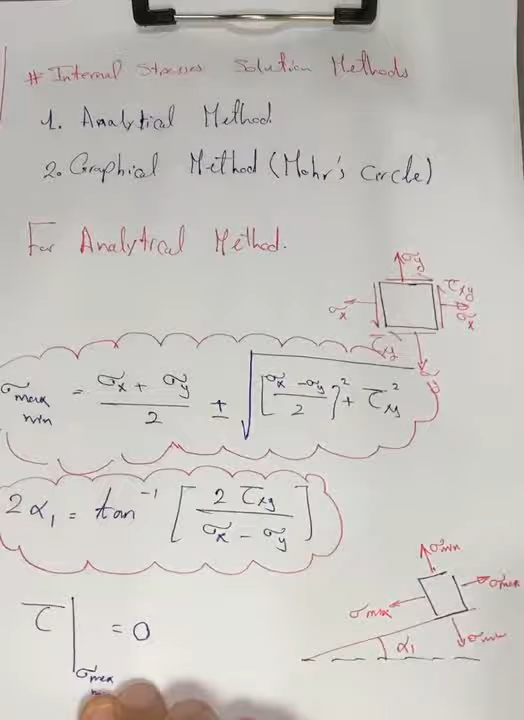 # Internal Stresses Solution Methods
1. Analytical Method
2. Graphical Method (Mohr's Circle)
For Analytical Method.
σy
τxy
σx
σx
τxy
σy
σmax min = (σx + σy)/2 ± √([(σx - σy)/2]² + τxy²)
2α1 = tan⁻¹ [2τxy / (σx - σy)]
σmin
σmax
σmax
σmin
α1
τ|σmax = 0